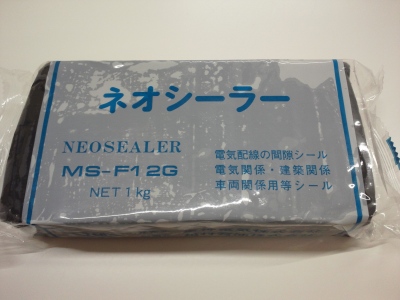 ネオシーラー
NEOSEALER
MS-F12G
NET 1kg
電気配線の間隙シール
電気関係・建築関係
車両関係用等シール